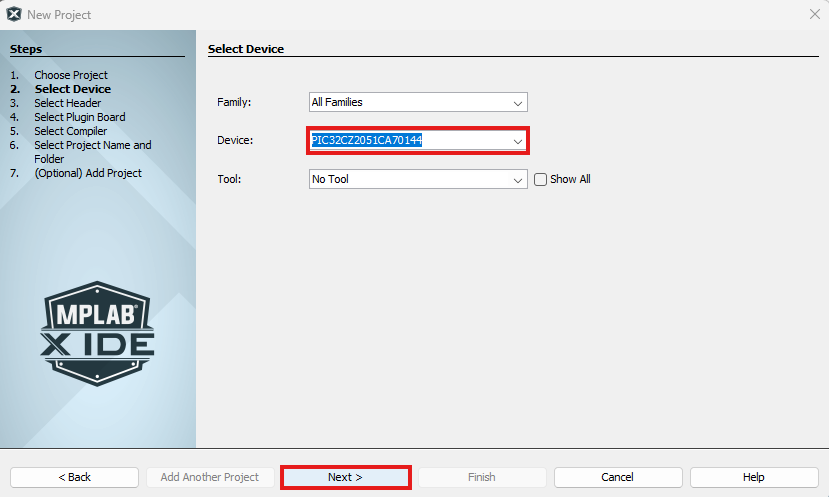 New Project
Steps
1. Choose Project
2. Select Device
3. Select Header
4. Select Plugin Board
5. Select Compiler
6. Select Project Name and
Folder
7. (Optional) Add Project
MPLAB®
X IDE
Select Device
Family: All Families
Device: PIC32CZ2051CA70144
Tool: No Tool Show All
< Back Add Another Project Next > Finish Cancel Help